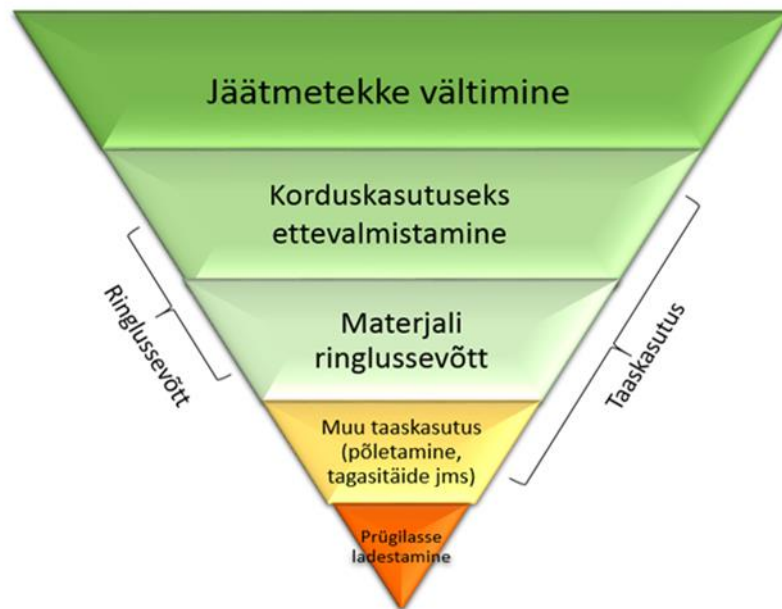 Jäätmetekke vältimine
Korduskasutuseks
ettevalmistamine
Ringlussevõtt
Materjali
ringlussevõtt
Taaskasutus
Muu taaskasutus
(põletamine,
tagasitäide jms)
Prügilasse
ladestamine